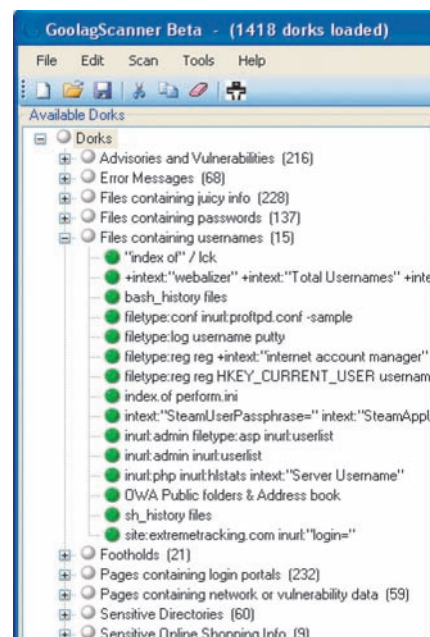 GoolagScanner Beta - (1418 dorks loaded)
File Edit Scan Tools Help
Available Dorks
Dorks
Advisories and Vulnerabilities (216)
Error Messages (68)
Files containing juicy info (228)
Files containing passwords (137)
Files containing usernames (15)
"index of" / lck
+intext:"webalizer" +intext:"Total Usernames" +inte
bash_history files
filetype:conf inurl:proftpd.conf -sample
filetype:log username putty
filetype:reg reg +intext:"internet account manager"
filetype:reg reg HKEY_CURRENT_USER usernam
index.of perform.ini
intext:"SteamUserPassphrase=" intext:"SteamAppU
inurl:admin filetype:asp inurl:userlist
inurl:admin inurl:userlist
inurl:php inurl:hlstats intext:"Server Username"
OWA Public folders & Address book
sh_history files
site:extremetracking.com inurl:"login="
Footholds (21)
Pages containing login portals (232)
Pages containing network or vulnerability data (59)
Sensitive Directories (60)
Sensitive Online Shopping Info (9)